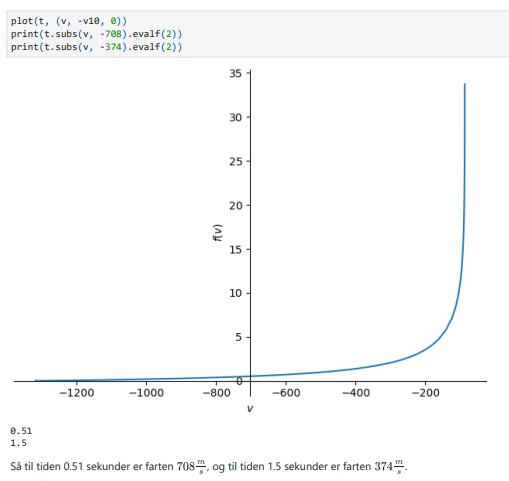 plot(t, (v, -v10, 0))
print(t.subs(v, -708).evalf(2))
print(t.subs(v, -374).evalf(2))
35
30
25
20
f(v)
15
10
5
0
−1200 −1000 −800 −600 −400 −200
v
0.51
1.5
Så til tiden 0.51 sekunder er farten 708 m/s, og til tiden 1.5 sekunder er farten 374 m/s.